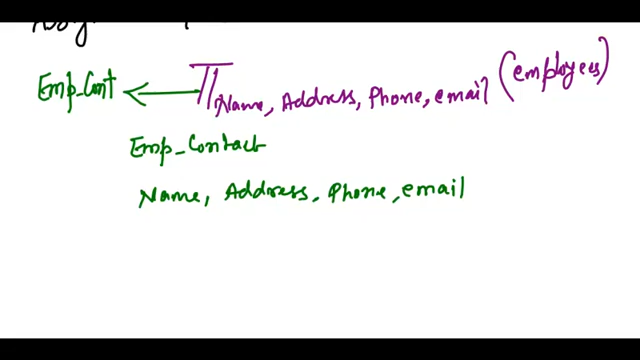 Emp_Cont ← π Name, Address, Phone, email (employees)
Emp_Contact
Name, Address, Phone, email